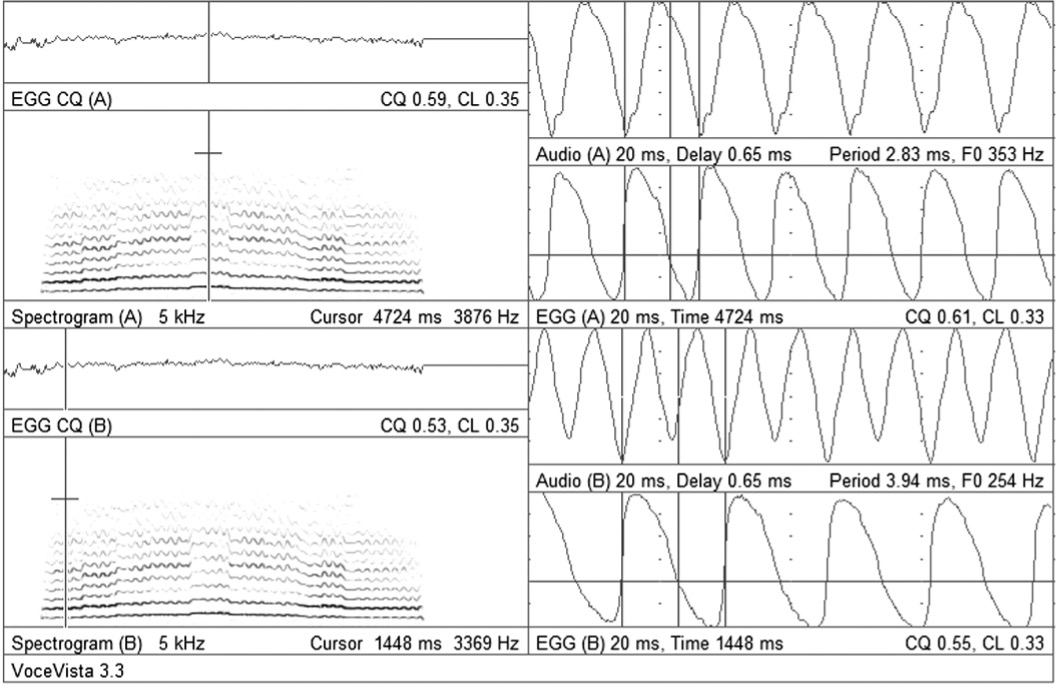 EGG CQ (A) CQ 0.59, CL 0.35
Audio (A) 20 ms, Delay 0.65 ms Period 2.83 ms, F0 353 Hz
Spectrogram (A) 5 kHz Cursor 4724 ms 3876 Hz
EGG (A) 20 ms, Time 4724 ms CQ 0.61, CL 0.33
EGG CQ (B) CQ 0.53, CL 0.35
Audio (B) 20 ms, Delay 0.65 ms Period 3.94 ms, F0 254 Hz
Spectrogram (B) 5 kHz Cursor 1448 ms 3369 Hz
EGG (B) 20 ms, Time 1448 ms CQ 0.55, CL 0.33
VoceVista 3.3